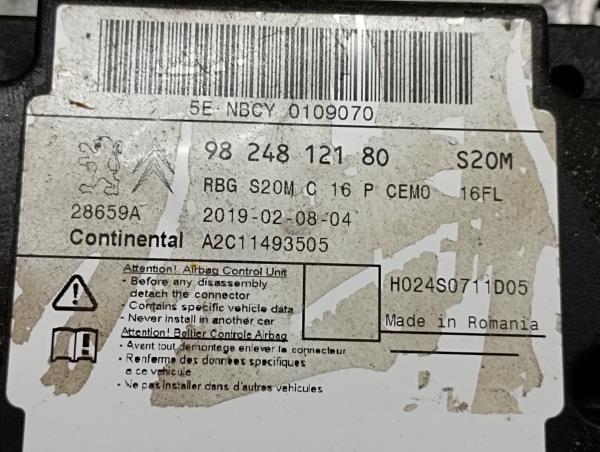 5E NBCY 0109070
98 248 121 80 S20M
RBG S20M C 16 P CEM0 16FL
28659A 2019-02-08-04
Continental A2C11493505
Attention! Airbag Control Unit
- Before any disassembly
detach the connector
- Contains specific vehicle data
- Never install in another car
Attention! Boîtier Controle Airbag
- Avant tout demontage enlever le connecteur
- Renferme des données spécifiques
a ce véhicule
- Ne pas installer dans d'autres véhicules
H024S0711D05
Made in Romania